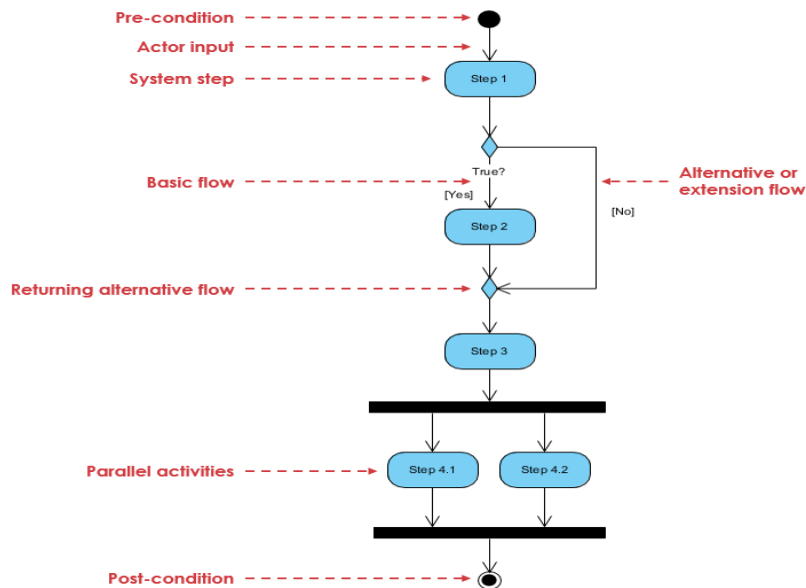 Pre-condition
Actor input
System step
Step 1
True?
Basic flow
Alternative or
extension flow
[Yes]
[No]
Step 2
Returning alternative flow
Step 3
Parallel activities
Step 4.1
Step 4.2
Post-condition